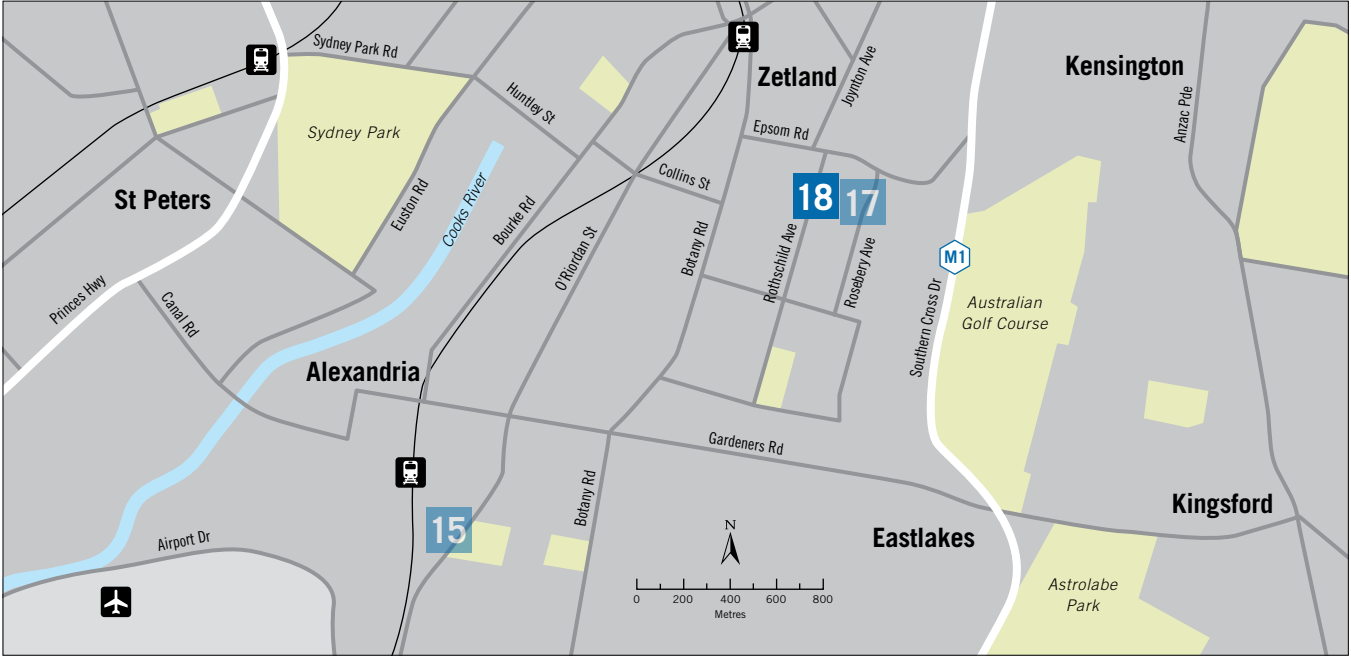 Sydney Park Rd
Zetland
Joynton Ave
Kensington
Anzac Pde
Huntley St
Sydney Park
Epsom Rd
St Peters
Euston Rd
Cooks River
Bourke Rd
Collins St
18
17
Princes Hwy
Canal Rd
O'Riordan St
Botany Rd
Rothschild Ave
Rosebery Ave
M1
Southern Cross Dr
Australian
Golf Course
Alexandria
Gardeners Rd
Botany Rd
15
Kingsford
Eastlakes
Airport Dr
N
0 200 400 600 800
Metres
Astrolabe
Park